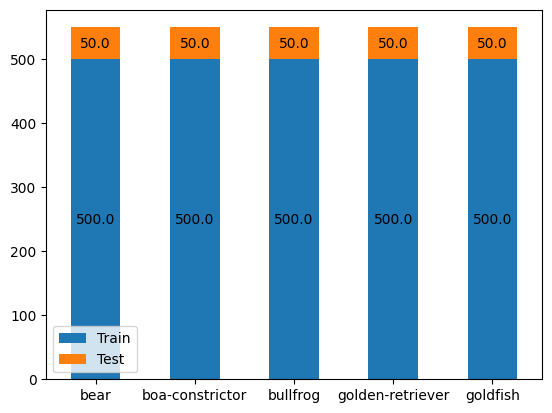 50.0 50.0 50.0 50.0 50.0
500
400
300
500.0 500.0 500.0 500.0 500.0
200
100
Train
Test
0
bear boa-constrictor bullfrog golden-retriever goldfish